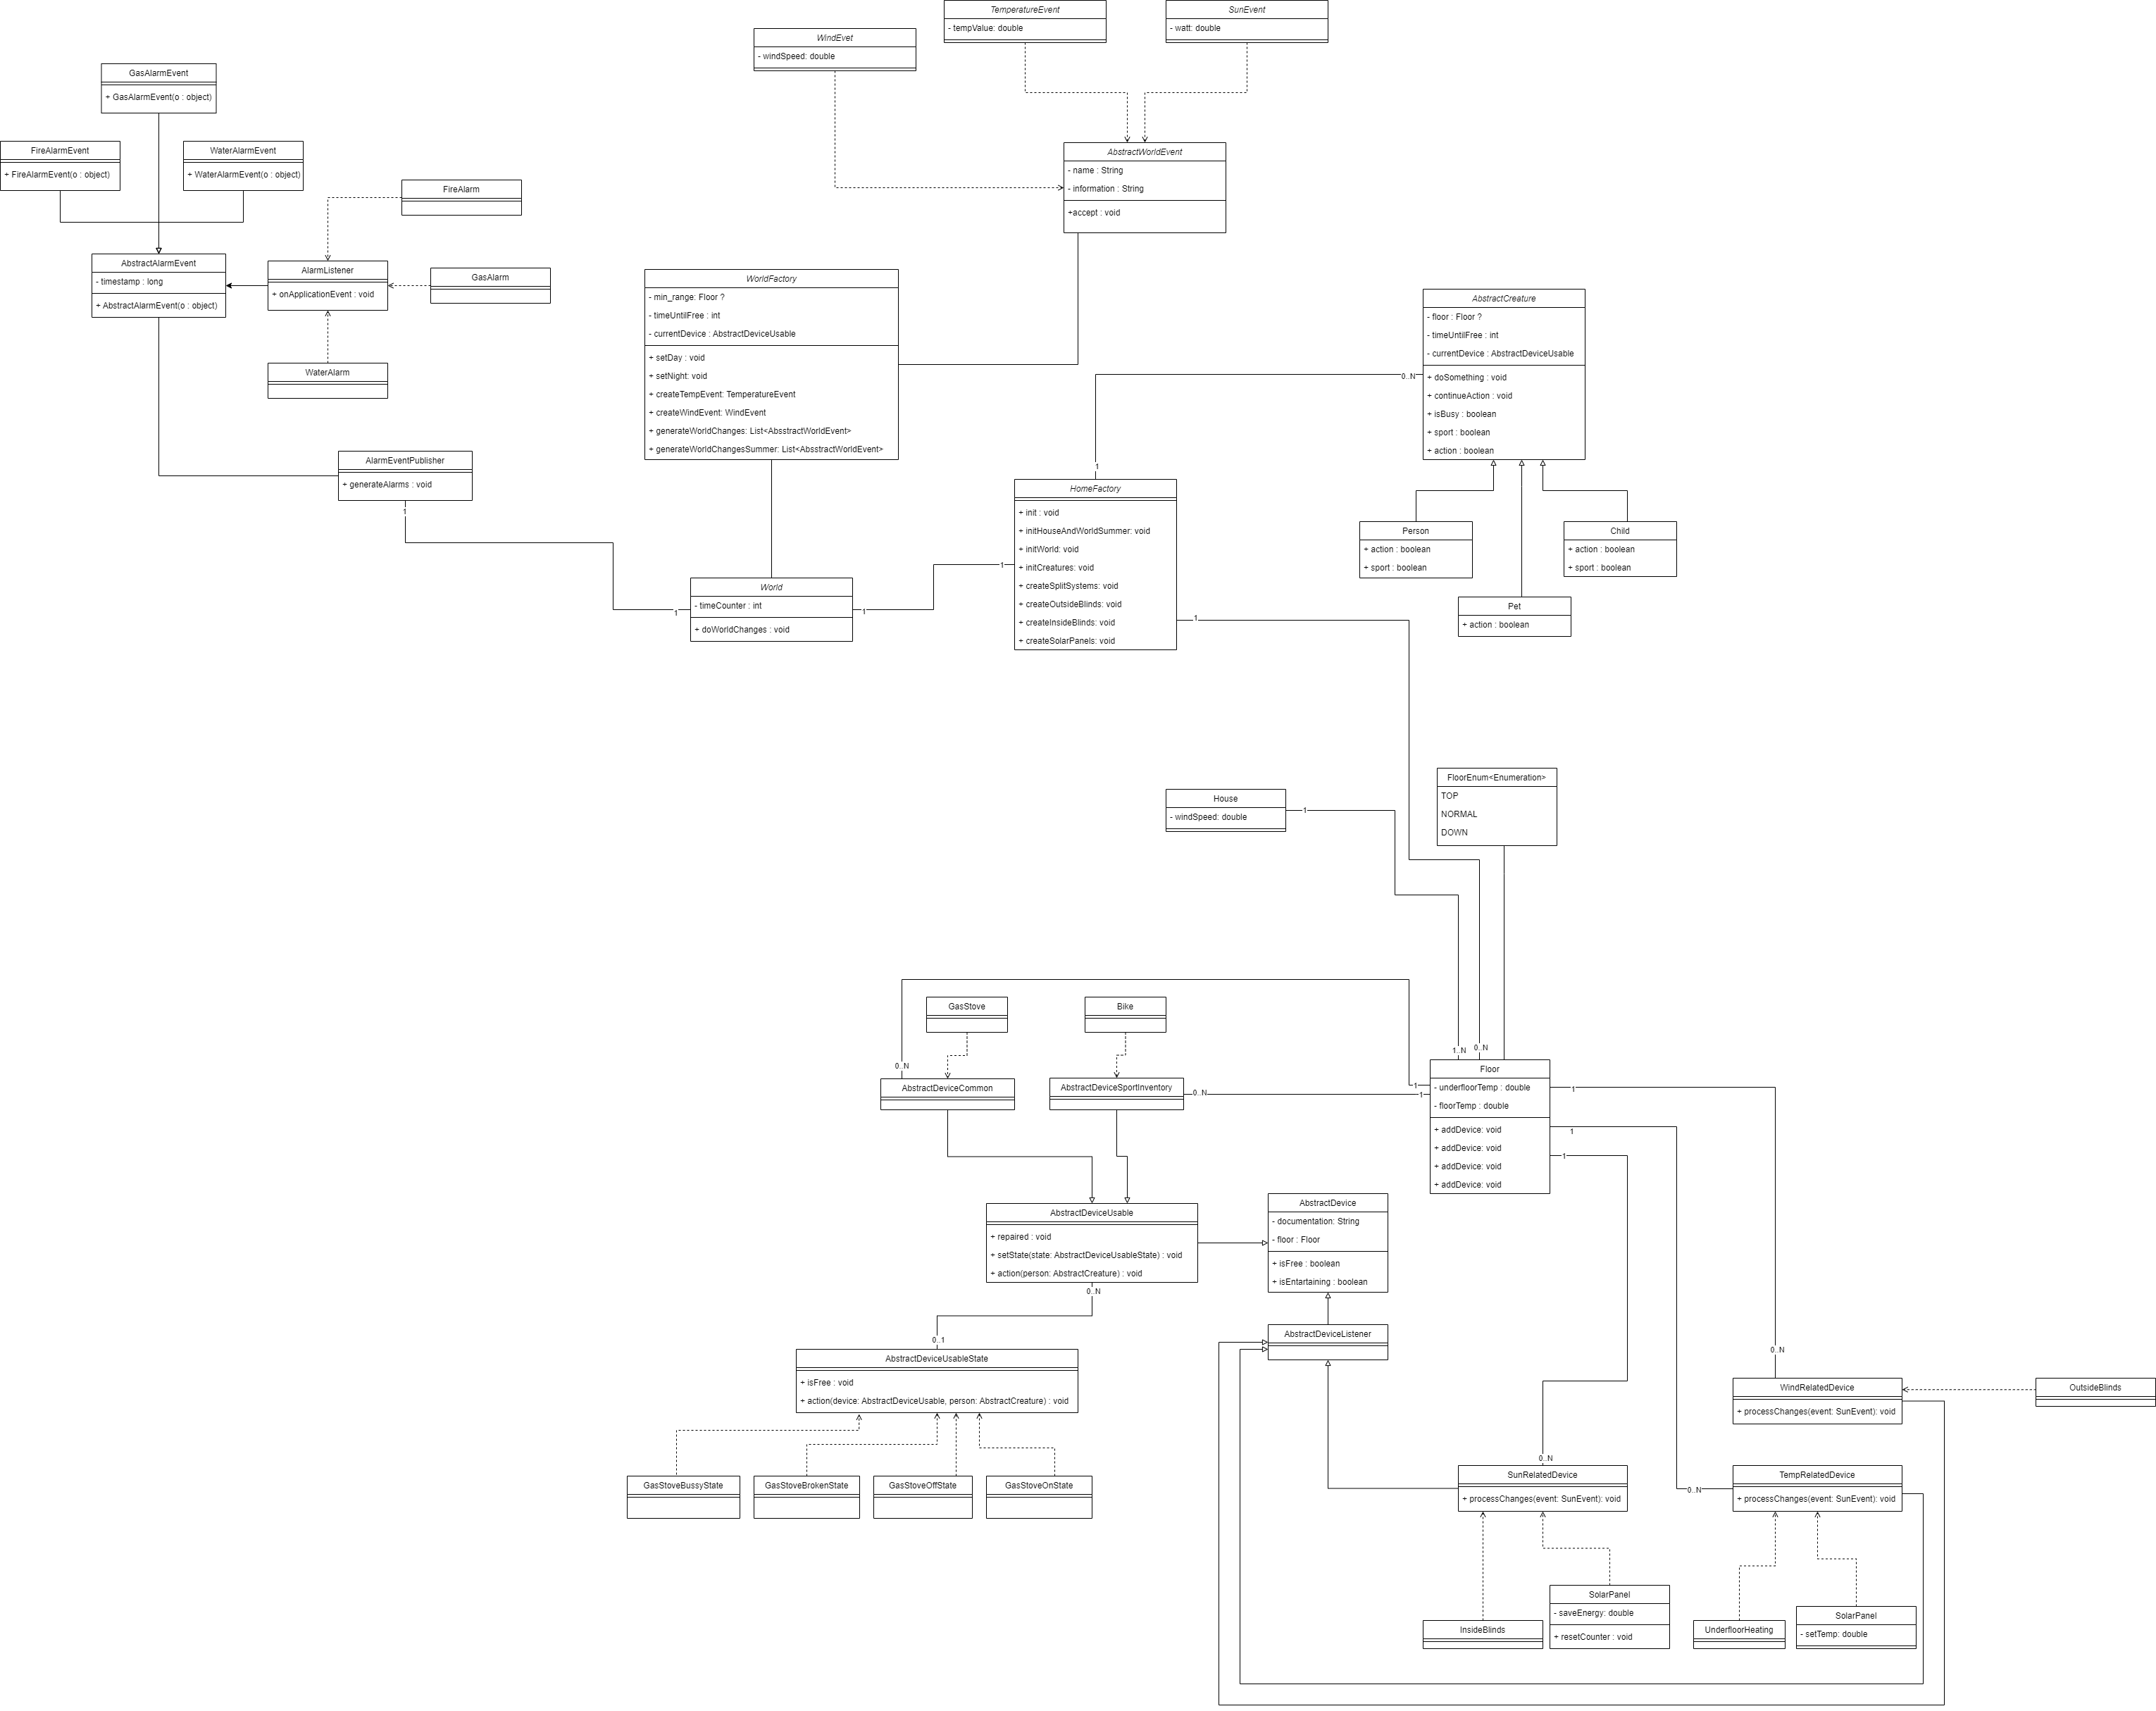 TemperatureEvent
- tempValue: double
SunEvent
- watt: double
WindEvet
- windSpeed: double
GasAlarmEvent
+ GasAlarmEvent(o : object)
FireAlarmEvent
+ FireAlarmEvent(o : object)
WaterAlarmEvent
+ WaterAlarmEvent(o : object)
AbstractWorldEvent
- name : String
- information : String
+accept : void
FireAlarm
AbstractAlarmEvent
- timestamp : long
+ AbstractAlarmEvent(o : object)
AlarmListener
+ onApplicationEvent : void
GasAlarm
WaterAlarm
WorldFactory
- min_range: Floor ?
- timeUntilFree : int
- currentDevice : AbstractDeviceUsable
+ setDay : void
+ setNight: void
+ createTempEvent: TemperatureEvent
+ createWindEvent: WindEvent
+ generateWorldChanges: List<AbsstractWorldEvent>
+ generateWorldChangesSummer: List<AbsstractWorldEvent>
AbstractCreature
- floor : Floor ?
- timeUntilFree : int
- currentDevice : AbstractDeviceUsable
+ doSomething : void
+ continueAction : void
+ isBusy : boolean
+ sport : boolean
+ action : boolean
0..N
1
AlarmEventPublisher
+ generateAlarms : void
1
HomeFactory
+ init : void
+ initHouseAndWorldSummer: void
+ initWorld: void
+ initCreatures: void
+ createSplitSystems: void
+ createOutsideBlinds: void
+ createInsideBlinds: void
+ createSolarPanels: void
Person
+ action : boolean
+ sport : boolean
Child
+ action : boolean
+ sport : boolean
Pet
+ action : boolean
World
- timeCounter : int
+ doWorldChanges : void
1
1
1
1
House
- windSpeed: double
1
FloorEnum<Enumeration>
TOP
NORMAL
DOWN
GasStove
Bike
1..N
0..N
0..N
AbstractDeviceCommon
AbstractDeviceSportInventory
0..N
1
1
Floor
- underfloorTemp : double
- floorTemp : double
+ addDevice: void
+ addDevice: void
+ addDevice: void
+ addDevice: void
1
1
1
AbstractDeviceUsable
+ repaired : void
+ setState(state: AbstractDeviceUsableState) : void
+ action(person: AbstractCreature) : void
AbstractDevice
- documentation: String
- floor : Floor
+ isFree : boolean
+ isEntartaining : boolean
0..N
0..1
AbstractDeviceListener
AbstractDeviceUsableState
+ isFree : void
+ action(device: AbstractDeviceUsable, person: AbstractCreature) : void
0..N
WindRelatedDevice
+ processChanges(event: SunEvent): void
OutsideBlinds
GasStoveBussyState
GasStoveBrokenState
GasStoveOffState
GasStoveOnState
0..N
SunRelatedDevice
+ processChanges(event: SunEvent): void
0..N
TempRelatedDevice
+ processChanges(event: SunEvent): void
SolarPanel
- saveEnergy: double
+ resetCounter : void
InsideBlinds
UnderfloorHeating
SolarPanel
- setTemp: double